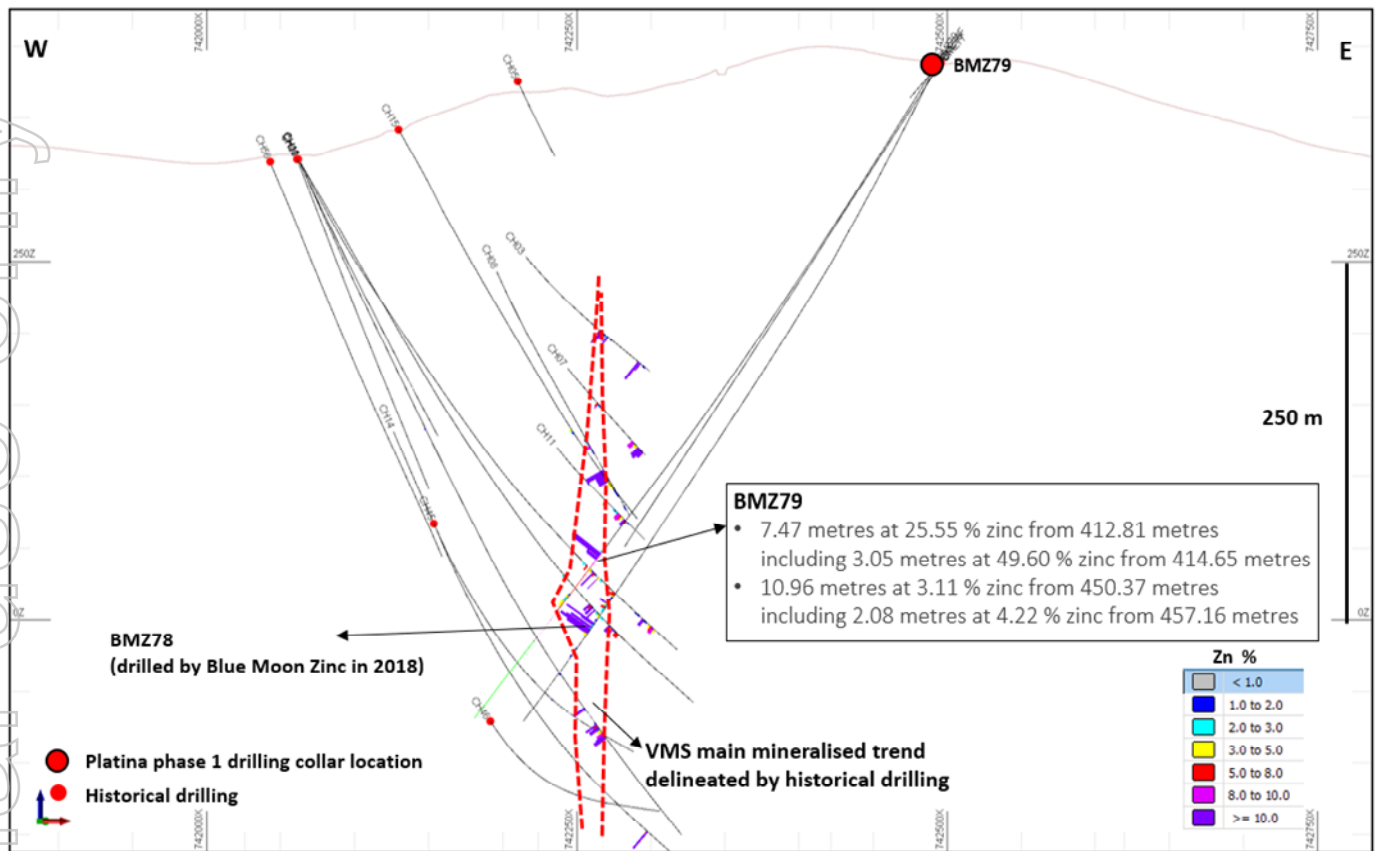 742000X
742250X
742500X
742750X
W
E
BMZ79
CH05
CH15
CH03
CH08
250Z
250Z
CH07
CH14
CH11
250 m
BMZ79
• 7.47 metres at 25.55 % zinc from 412.81 metres
including 3.05 metres at 49.60 % zinc from 414.65 metres
• 10.96 metres at 3.11 % zinc from 450.37 metres
including 2.08 metres at 4.22 % zinc from 457.16 metres
0Z
0Z
BMZ78
(drilled by Blue Moon Zinc in 2018)
Zn %
< 1.0
1.0 to 2.0
2.0 to 3.0
3.0 to 5.0
5.0 to 8.0
8.0 to 10.0
>= 10.0
VMS main mineralised trend
delineated by historical drilling
Platina phase 1 drilling collar location
Historical drilling
742000X
742250X
742500X
742750X